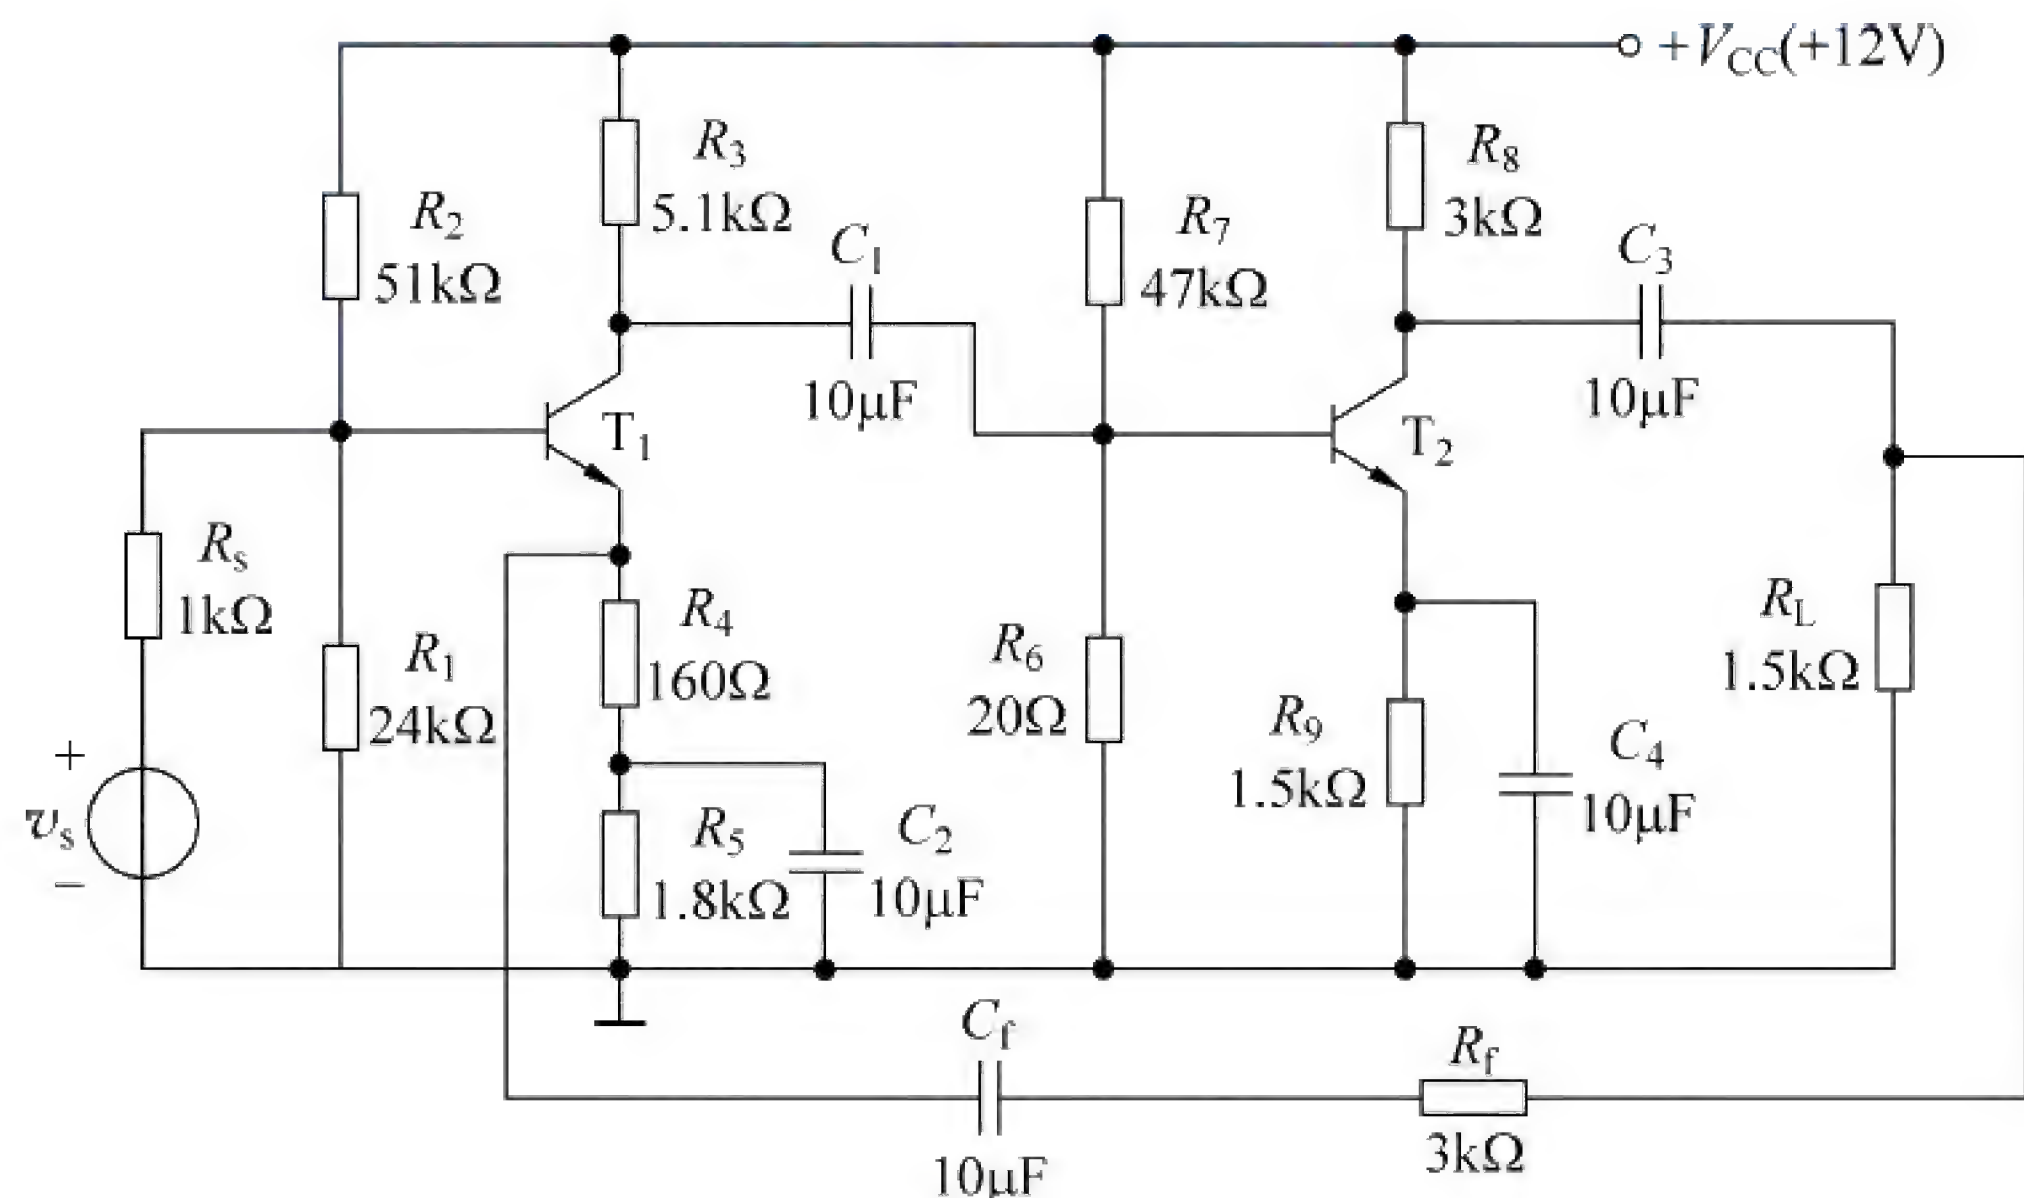 +V_CC(+12V)
R_3
5.1kΩ
R_8
3kΩ
R_2
51kΩ
R_7
47kΩ
C_1
10μF
C_3
10μF
T_1
T_2
R_s
1kΩ
R_4
160Ω
R_L
1.5kΩ
R_1
24kΩ
R_6
20Ω
R_9
1.5kΩ
C_4
10μF
+
v_s
−
R_5
1.8kΩ
C_2
10μF
C_f
10μF
R_f
3kΩ